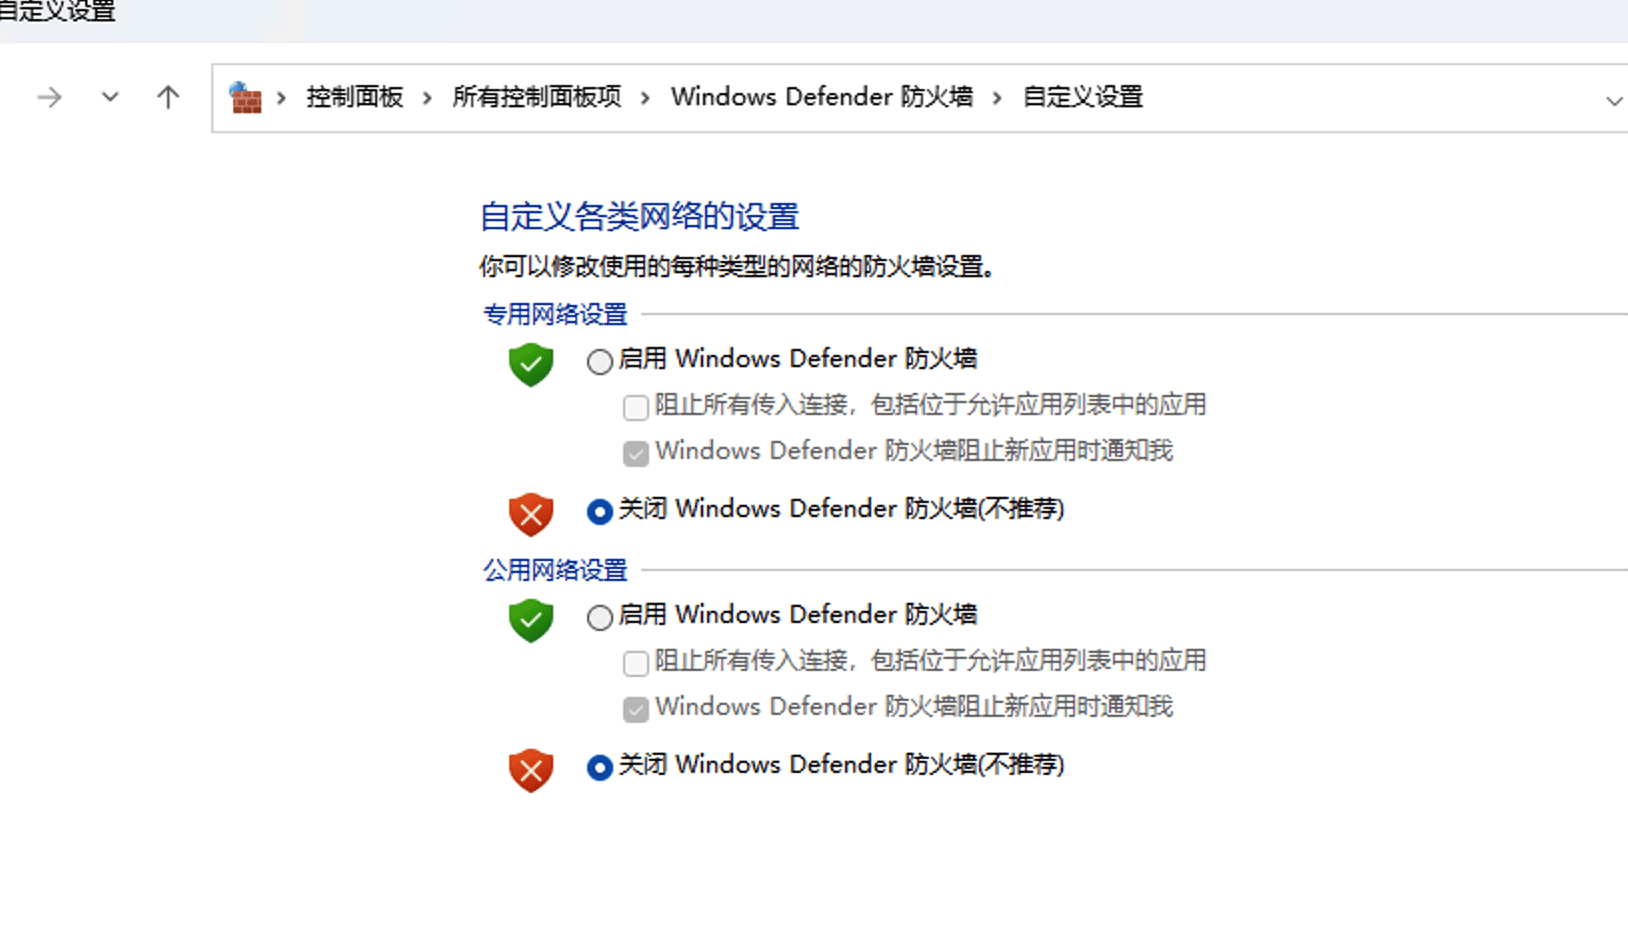 自定义设置
控制面板 > 所有控制面板项 > Windows Defender 防火墙 > 自定义设置
自定义各类网络的设置
你可以修改使用的每种类型的网络的防火墙设置。
专用网络设置
启用 Windows Defender 防火墙
阻止所有传入连接，包括位于允许应用列表中的应用
Windows Defender 防火墙阻止新应用时通知我
关闭 Windows Defender 防火墙(不推荐)
公用网络设置
启用 Windows Defender 防火墙
阻止所有传入连接，包括位于允许应用列表中的应用
Windows Defender 防火墙阻止新应用时通知我
关闭 Windows Defender 防火墙(不推荐)